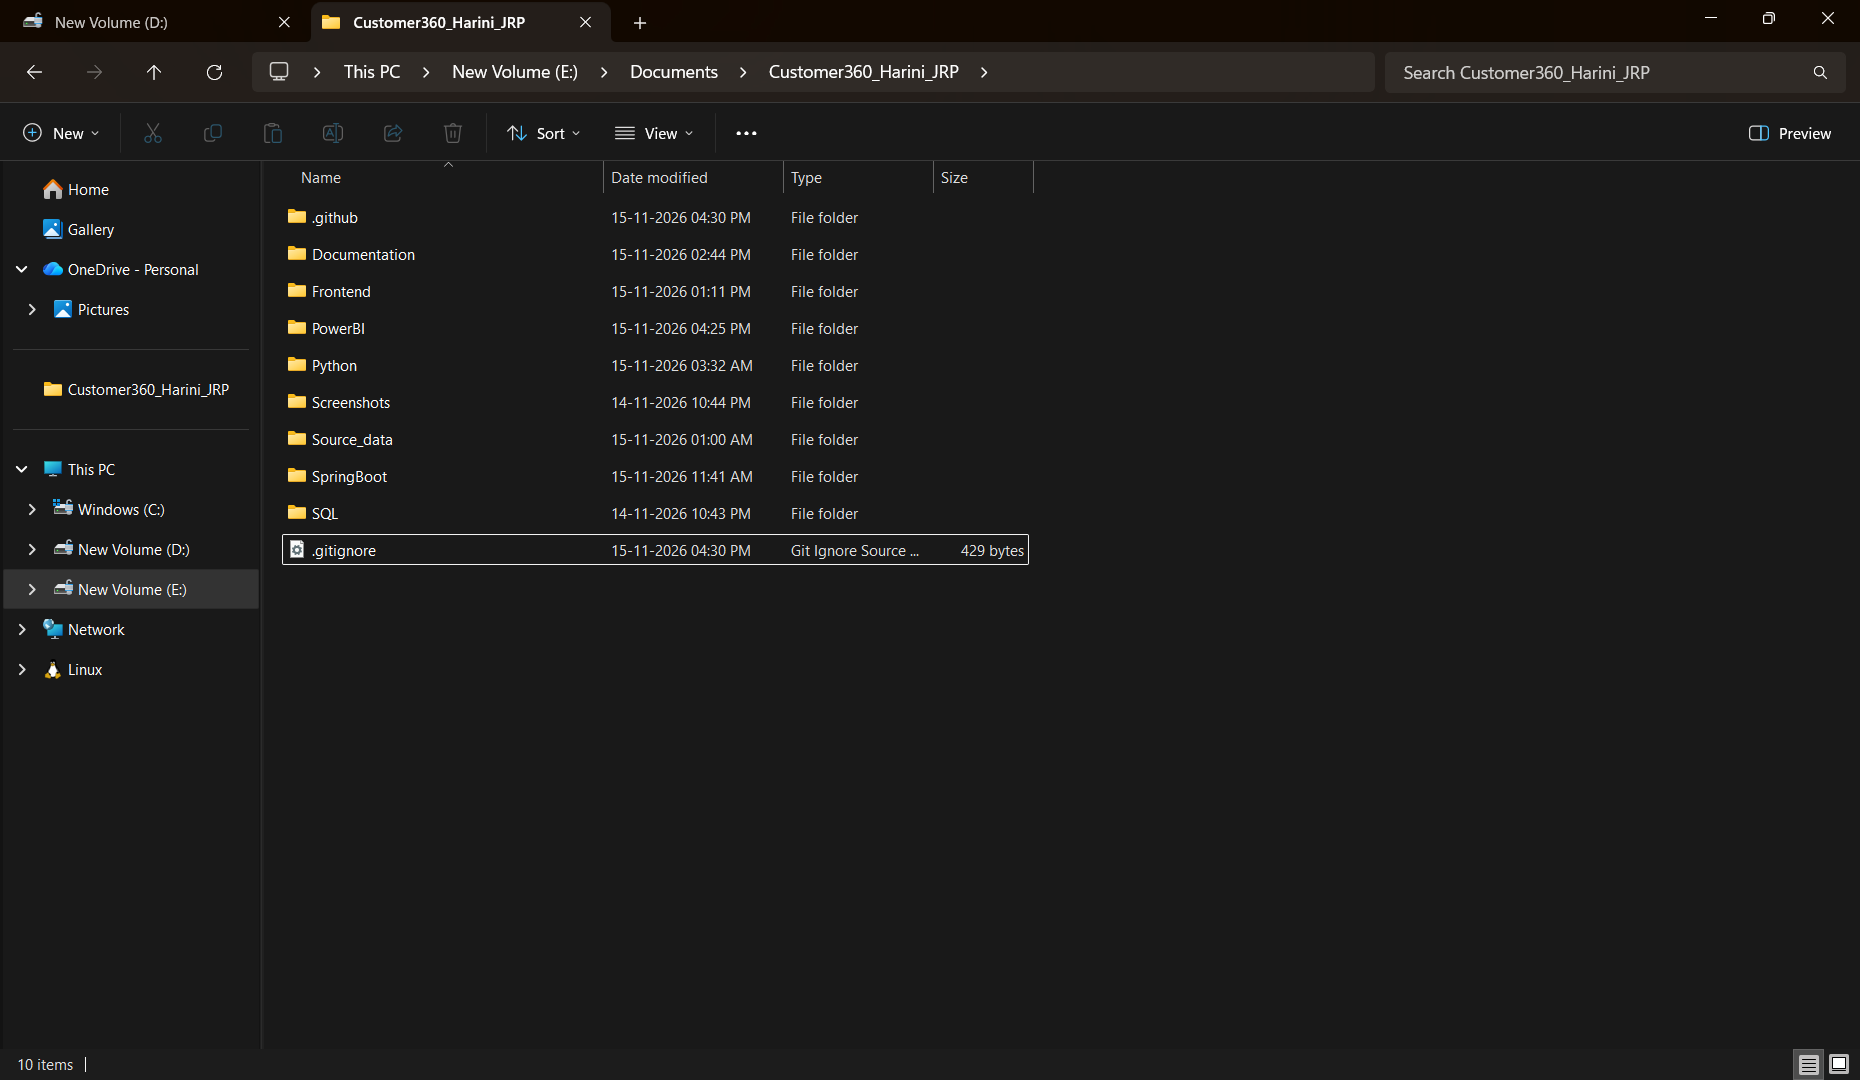 New Volume (D:)
Customer360_Harini_JRP
This PC > New Volume (E:) > Documents > Customer360_Harini_JRP >
Search Customer360_Harini_JRP
New
Sort
View
Preview
Home
Gallery
OneDrive - Personal
Pictures
Customer360_Harini_JRP
This PC
Windows (C:)
New Volume (D:)
New Volume (E:)
Network
Linux
Name Date modified Type Size
.github 15-11-2026 04:30 PM File folder
Documentation 15-11-2026 02:44 PM File folder
Frontend 15-11-2026 01:11 PM File folder
PowerBI 15-11-2026 04:25 PM File folder
Python 15-11-2026 03:32 AM File folder
Screenshots 14-11-2026 10:44 PM File folder
Source_data 15-11-2026 01:00 AM File folder
SpringBoot 15-11-2026 11:41 AM File folder
SQL 14-11-2026 10:43 PM File folder
.gitignore 15-11-2026 04:30 PM Git Ignore Source ... 429 bytes
10 items